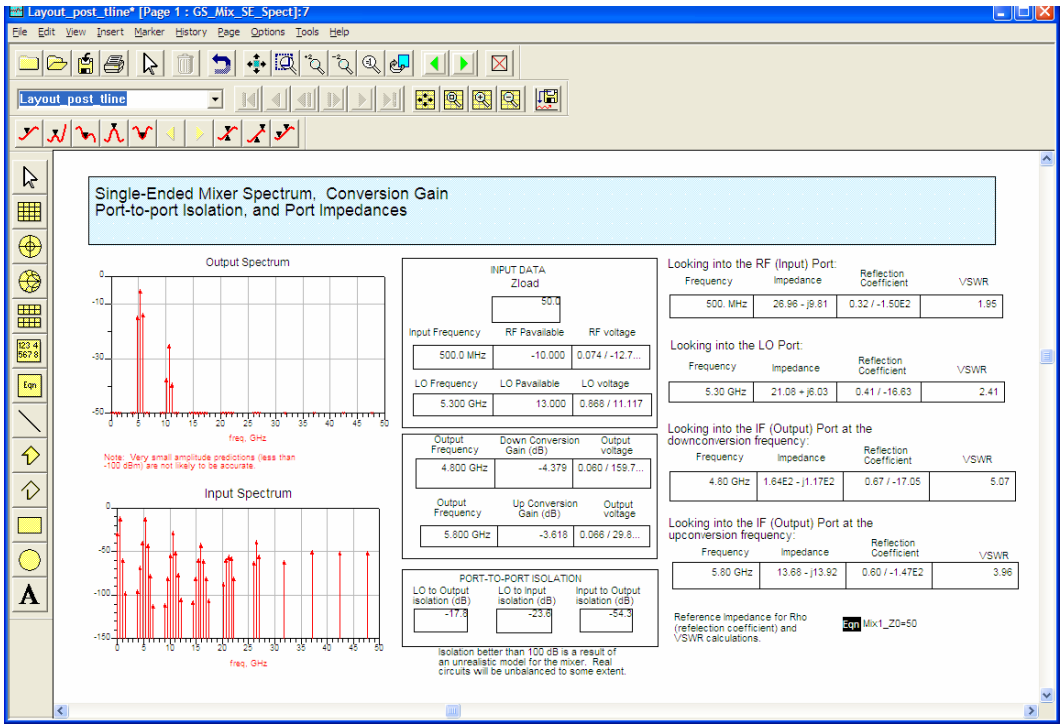 Layout_post_tline* [Page 1 : GS_Mix_SE_Spect]:7
File Edit View Insert Marker History Page Options Tools Help
Layout_post_tline
123 4
567 8
Eqn
A
Single-Ended Mixer Spectrum, Conversion Gain
Port-to-port Isolation, and Port Impedances
Output Spectrum
0
-10
-30
-50
0 5 10 15 20 25 30 35 40 45 50
freq, GHz
Note: Very small amplitude predictions (less than
-100 dBm) are not likely to be accurate.
Input Spectrum
0
-50
-100
-150
0 5 10 15 20 25 30 35 40 45 50
freq, GHz
INPUT DATA
Zload
50.0
Input Frequency RF Pavailable RF voltage
500.0 MHz -10.000 0.074 / -12.7...
LO Frequency LO Pavailable LO voltage
5.300 GHz 13.000 0.868 / 11.117
Output Frequency Down Conversion Gain (dB) Output voltage
4.800 GHz -4.379 0.060 / 159.7...
Output Frequency Up Conversion Gain (dB) Output voltage
5.800 GHz -3.618 0.066 / 29.8...
PORT-TO-PORT ISOLATION
LO to Output isolation (dB) LO to Input isolation (dB) Input to Output isolation (dB)
-17.8 -23.6 -54.3
Isolation better than 100 dB is a result of
an unrealistic model for the mixer. Real
circuits will be unbalanced to some extent.
Looking into the RF (Input) Port:
Frequency Impedance Reflection Coefficient VSWR
500. MHz 26.96 - j9.81 0.32 / -1.50E2 1.95
Looking into the LO Port:
Frequency Impedance Reflection Coefficient VSWR
5.30 GHz 21.08 + j6.03 0.41 / -16.63 2.41
Looking into the IF (Output) Port at the
downconversion frequency:
Frequency Impedance Reflection Coefficient VSWR
4.80 GHz 1.64E2 - j1.17E2 0.67 / -17.05 5.07
Looking into the IF (Output) Port at the
upconversion frequency:
Frequency Impedance Reflection Coefficient VSWR
5.80 GHz 13.68 - j13.92 0.60 / -1.47E2 3.96
Reference Impedance for Rho
(refelection coefficient) and
VSWR calculations.
Eqn Mix1_Z0=50